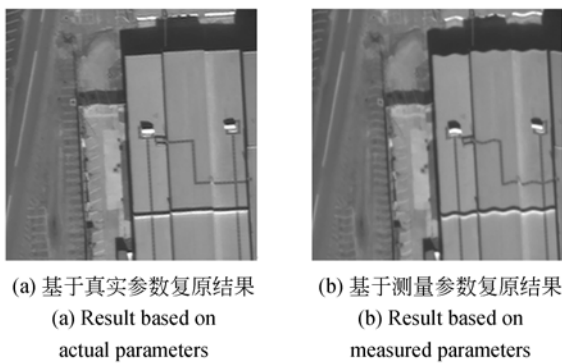 (a) 基于真实参数复原结果
(a) Result based on
actual parameters
(b) 基于测量参数复原结果
(b) Result based on
measured parameters